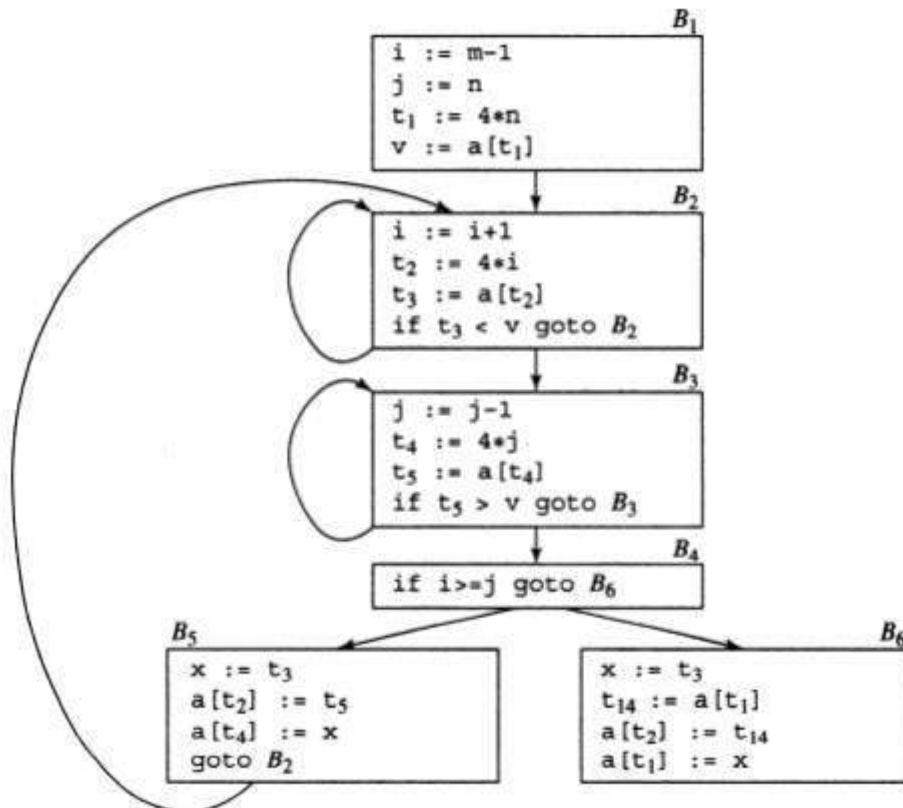 B₁
i := m-1
j := n
t₁ := 4*n
v := a[t₁]
B₂
i := i+1
t₂ := 4*i
t₃ := a[t₂]
if t₃ < v goto B₂
B₃
j := j-1
t₄ := 4*j
t₅ := a[t₄]
if t₅ > v goto B₃
B₄
if i>=j goto B₆
B₅
x := t₃
a[t₂] := t₅
a[t₄] := x
goto B₂
B₆
x := t₃
t₁₄ := a[t₁]
a[t₂] := t₁₄
a[t₁] := x